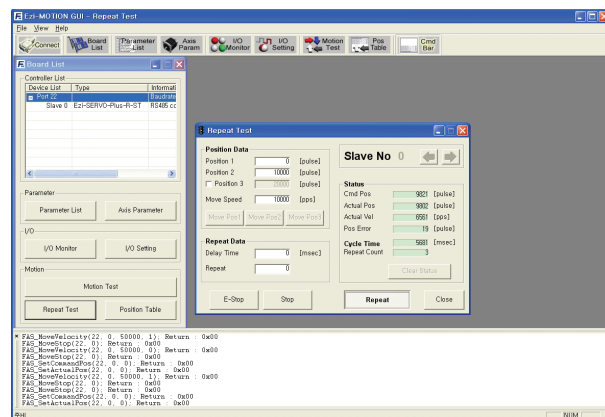 Ezi-MOTION GUI - Repeat Test
File View Help
Connect Board List Parameter List Axis Param I/O Monitor I/O Setting Motion Test Pos Table Cmd Bar
Board List
Controller List
Device List Type Informati
Port 22 Baudrate
Slave 0 Ezi-SERVO-Plus-R-ST RS485 cc
Parameter
Parameter List Axis Parameter
I/O
I/O Monitor I/O Setting
Motion
Motion Test
Repeat Test Position Table
Repeat Test
Position Data
Position 1 0 [pulse]
Position 2 10000 [pulse]
Position 3 20000 [pulse]
Move Speed 10000 [pps]
Move Pos1 Move Pos2 Move Pos3
Repeat Data
Delay Time 0 [msec]
Repeat 0
E-Stop Stop
Slave No 0
Status
Cmd Pos 9821 [pulse]
Actual Pos 9802 [pulse]
Actual Vel 6561 [pps]
Pos Error 19 [pulse]
Cycle Time 5681 [msec]
Repeat Count 3
Clear Status
Repeat Close
FAS_MoveVelocity(22, 0, 50000, 1); Return : 0x00
FAS_MoveStop(22, 0); Return : 0x00
FAS_MoveVelocity(22, 0, 50000, 0); Return : 0x00
FAS_MoveStop(22, 0); Return : 0x00
FAS_SetCommandPos(22, 0, 0); Return : 0x00
FAS_SetActualPos(22, 0, 0); Return : 0x00
FAS_MoveVelocity(22, 0, 50000, 1); Return : 0x00
FAS_MoveStop(22, 0); Return : 0x00
FAS_MoveStop(22, 0); Return : 0x00
FAS_SetCommandPos(22, 0, 0); Return : 0x00
FAS_SetActualPos(22, 0, 0); Return : 0x00
준비 NUM